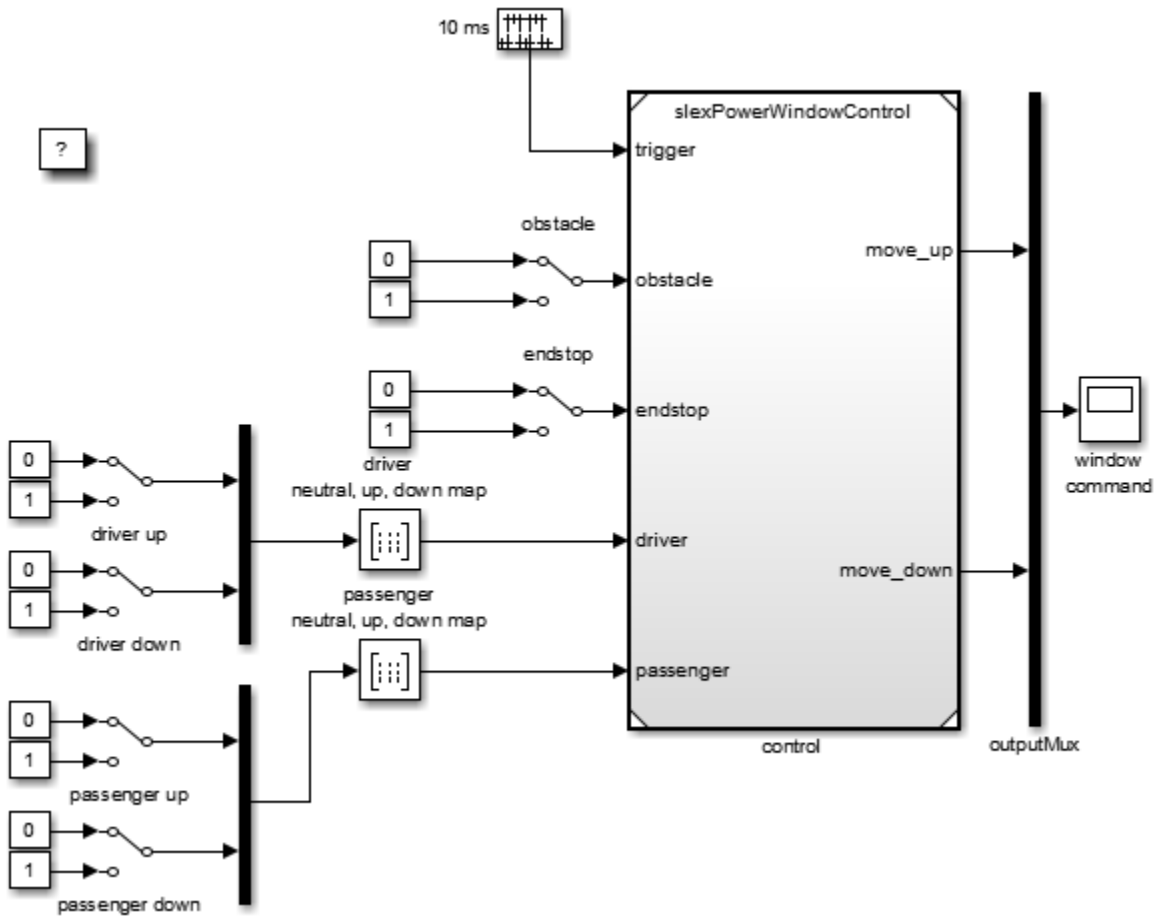 10 ms
slexPowerWindowControl
trigger
?
obstacle
0
1
obstacle
move_up
endstop
0
1
endstop
driver
neutral, up, down map
window
command
0
1
driver up
driver
move_down
0
1
driver down
passenger
neutral, up, down map
passenger
control
outputMux
0
1
passenger up
0
1
passenger down